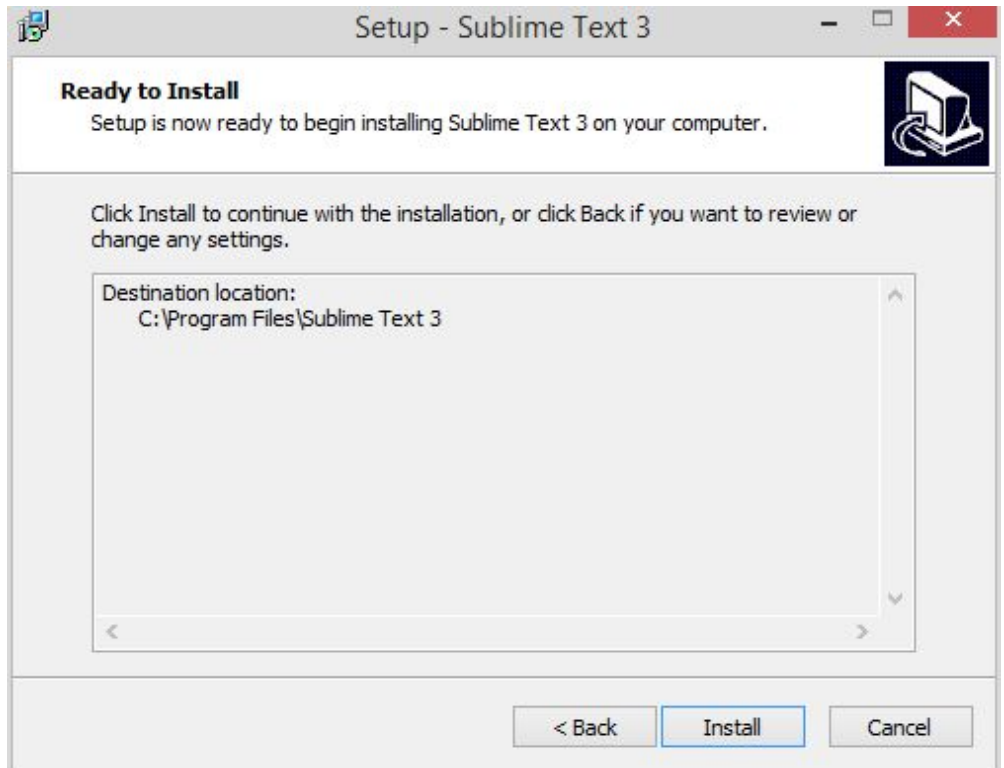 Setup - Sublime Text 3
Ready to Install
Setup is now ready to begin installing Sublime Text 3 on your computer.
Click Install to continue with the installation, or click Back if you want to review or
change any settings.
Destination location:
C:\Program Files\Sublime Text 3
< Back Install Cancel